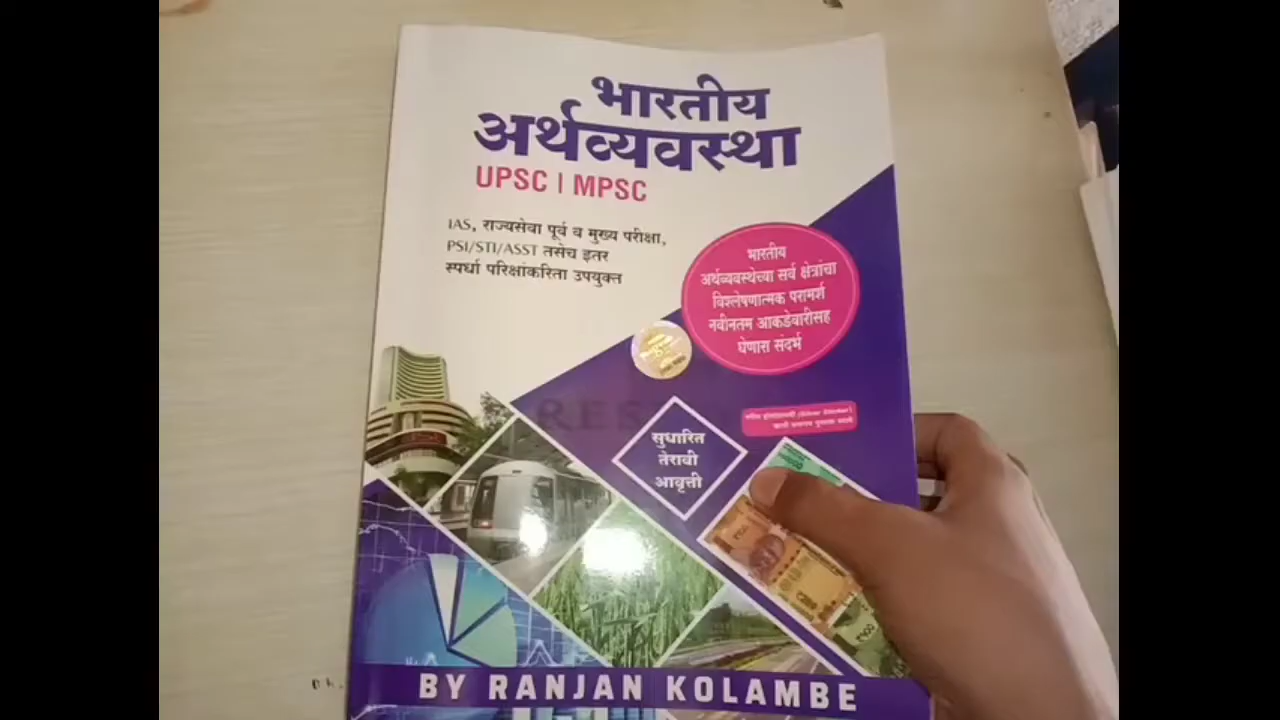 भारतीय
अर्थव्यवस्था
UPSC | MPSC
IAS, राज्यसेवा पूर्व व मुख्य परीक्षा,
PSI/STI/ASST तसेच इतर
स्पर्धा परिक्षांकरिता उपयुक्त
भारतीय
अर्थव्यवस्थेच्या सर्व क्षेत्रांचा
विश्लेषणात्मक परामर्श
नवीनतम आकडेवारीसह
घेणारा संदर्भ
सुधारित
तेरावी
आवृत्ती
BY RANJAN KOLAMBE